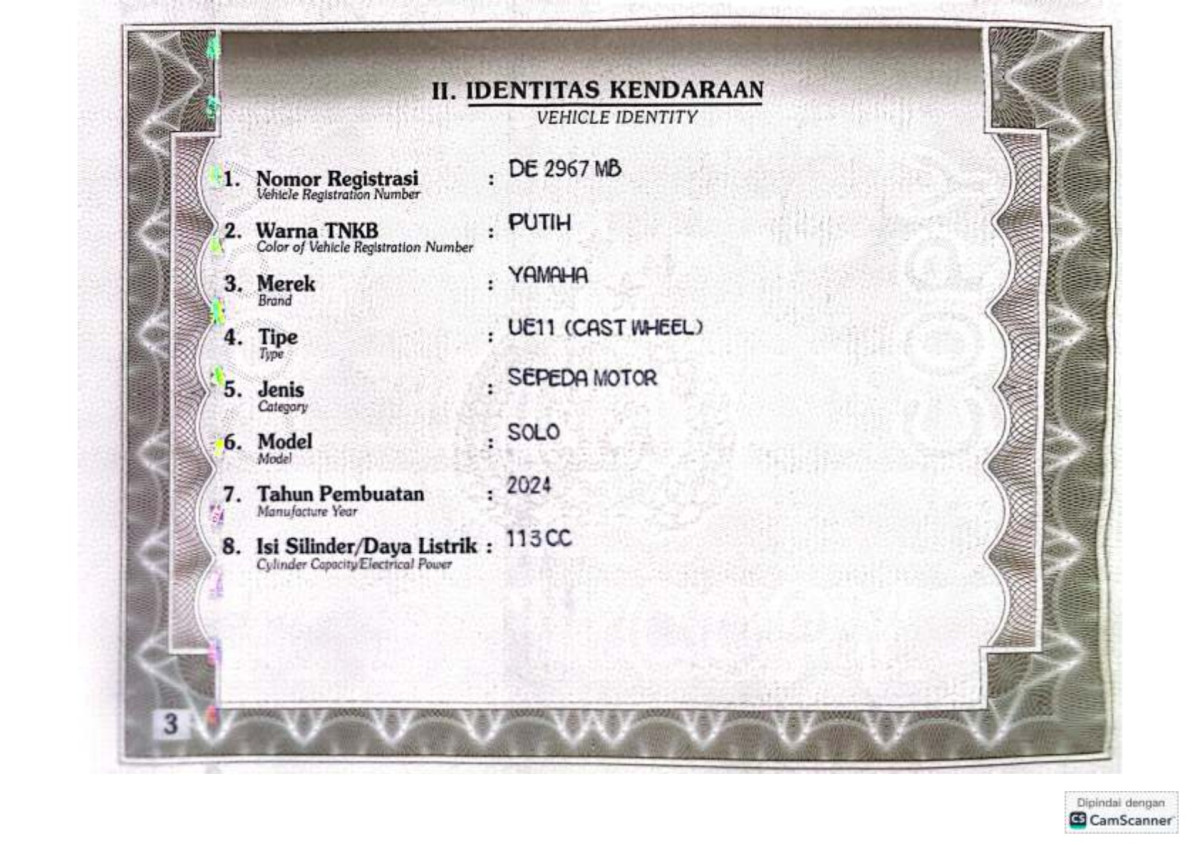 II. IDENTITAS KENDARAAN
VEHICLE IDENTITY
1. Nomor Registrasi : DE 2967 MB
Vehicle Registration Number
2. Warna TNKB : PUTIH
Color of Vehicle Registration Number
3. Merek : YAMAHA
Brand
4. Tipe : UE11 (CAST WHEEL)
Type
5. Jenis : SEPEDA MOTOR
Category
6. Model : SOLO
Model
7. Tahun Pembuatan : 2024
Manufacture Year
8. Isi Silinder/Daya Listrik : 113 CC
Cylinder Capacity/Electrical Power
3
Dipindai dengan
CS CamScanner